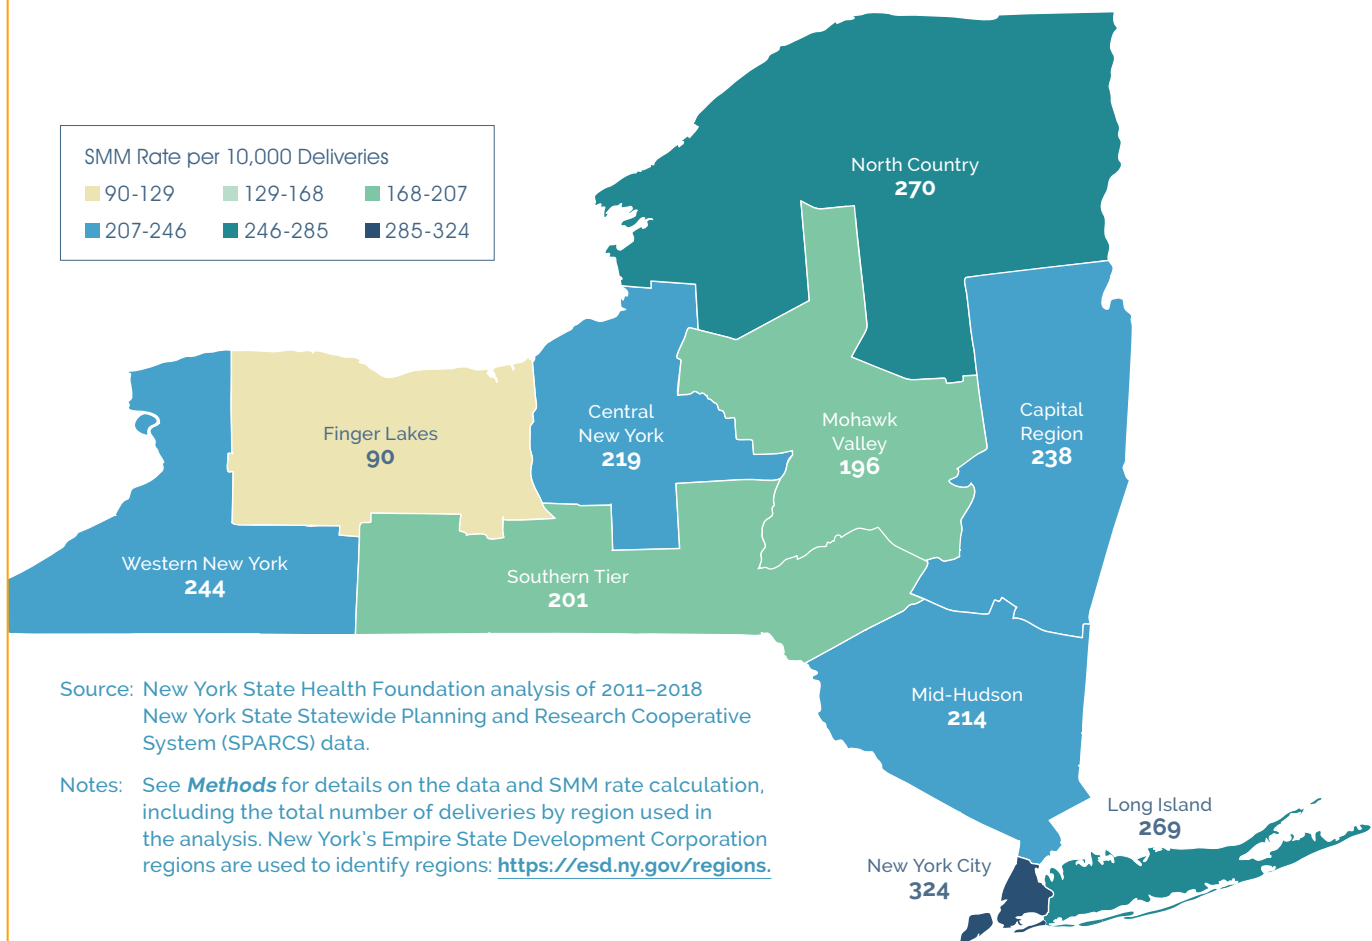 SMM Rate per 10,000 Deliveries
90-129 129-168 168-207
207-246 246-285 285-324
North Country
270
Finger Lakes
90
Central
New York
219
Mohawk
Valley
196
Capital
Region
238
Western New York
244
Southern Tier
201
Mid-Hudson
214
Long Island
269
New York City
324
Source: New York State Health Foundation analysis of 2011–2018
New York State Statewide Planning and Research Cooperative
System (SPARCS) data.
Notes: See Methods for details on the data and SMM rate calculation,
including the total number of deliveries by region used in
the analysis. New York's Empire State Development Corporation
regions are used to identify regions: https://esd.ny.gov/regions.